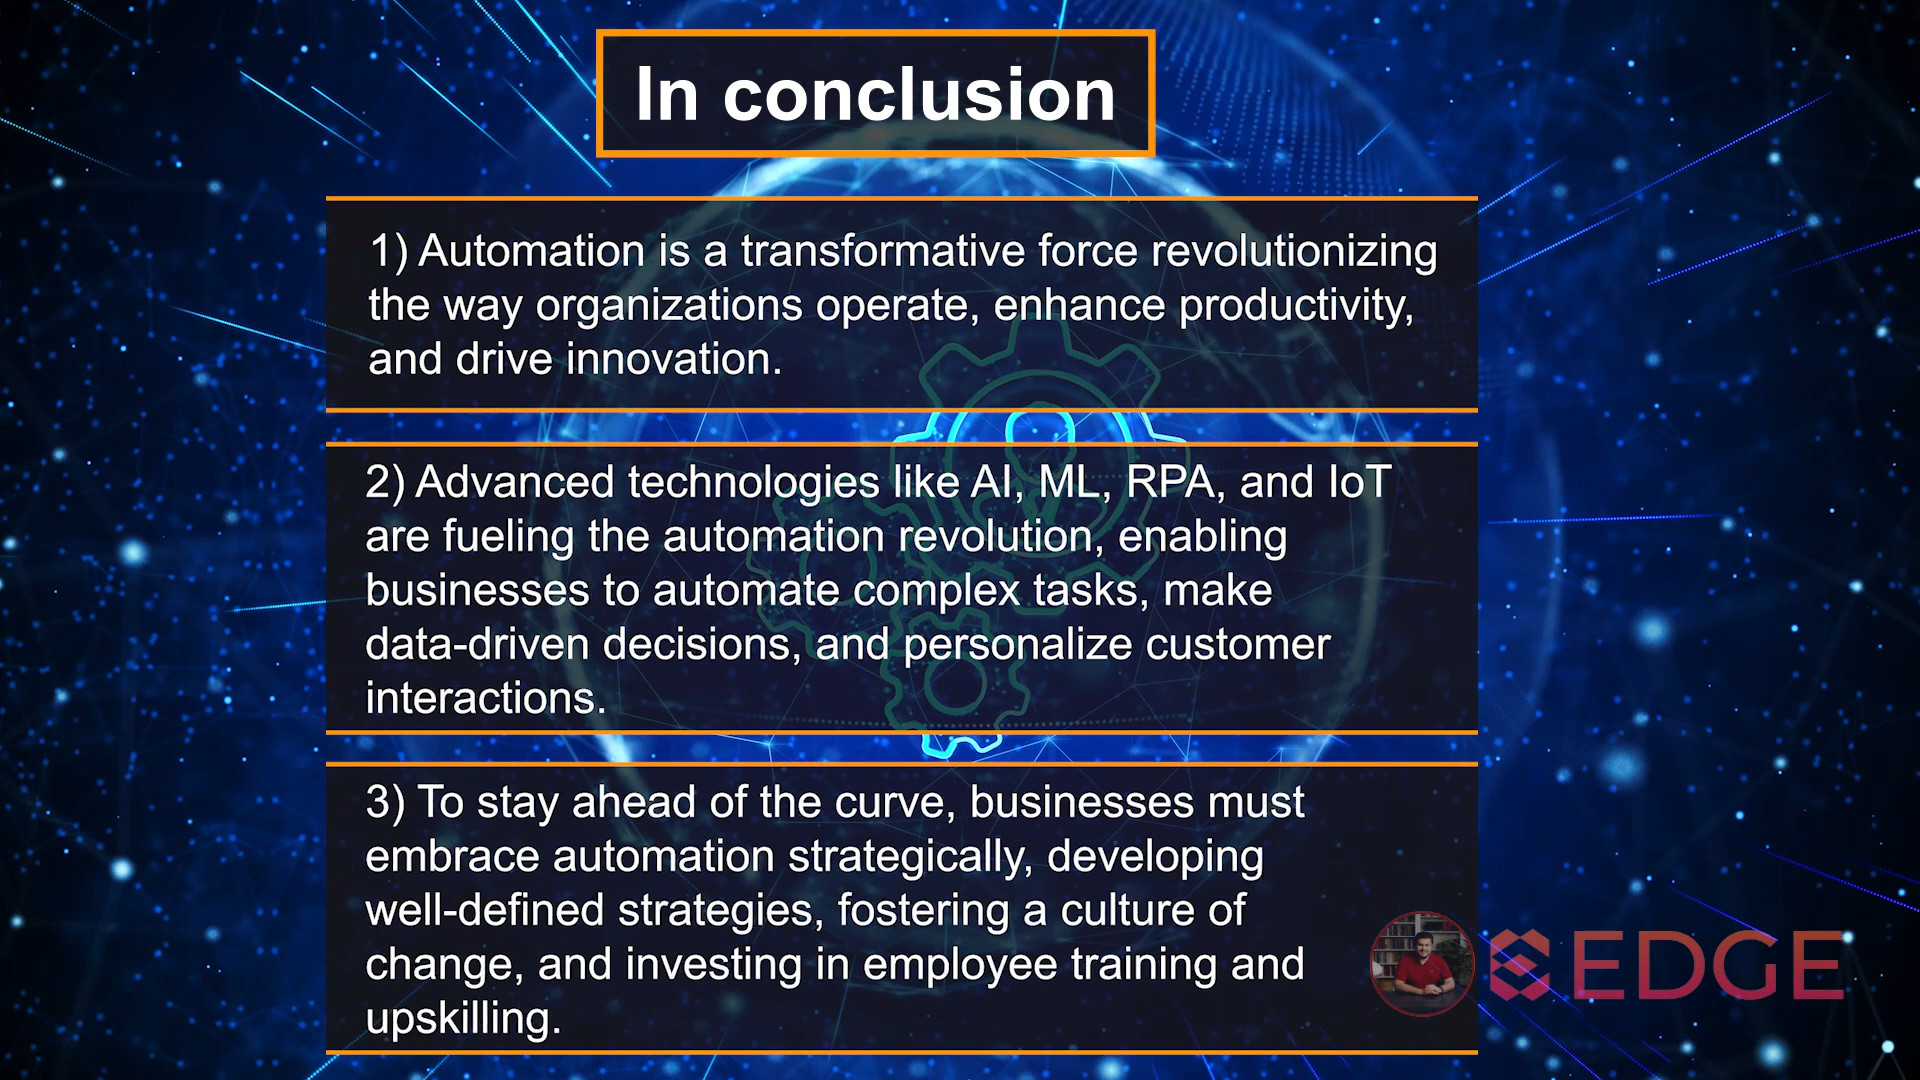 In conclusion
1) Automation is a transformative force revolutionizing
the way organizations operate, enhance productivity,
and drive innovation.
2) Advanced technologies like AI, ML, RPA, and IoT
are fueling the automation revolution, enabling
businesses to automate complex tasks, make
data-driven decisions, and personalize customer
interactions.
3) To stay ahead of the curve, businesses must
embrace automation strategically, developing
well-defined strategies, fostering a culture of
change, and investing in employee training and
upskilling.
EDGE